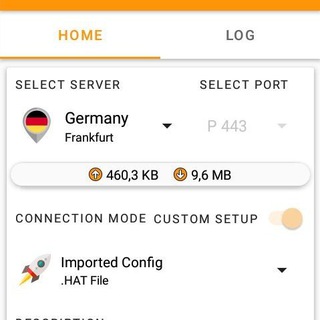 HOME LOG
SELECT SERVER SELECT PORT
Germany
Frankfurt
P 443
460,3 KB 9,6 MB
CONNECTION MODE CUSTOM SETUP
Imported Config
.HAT File